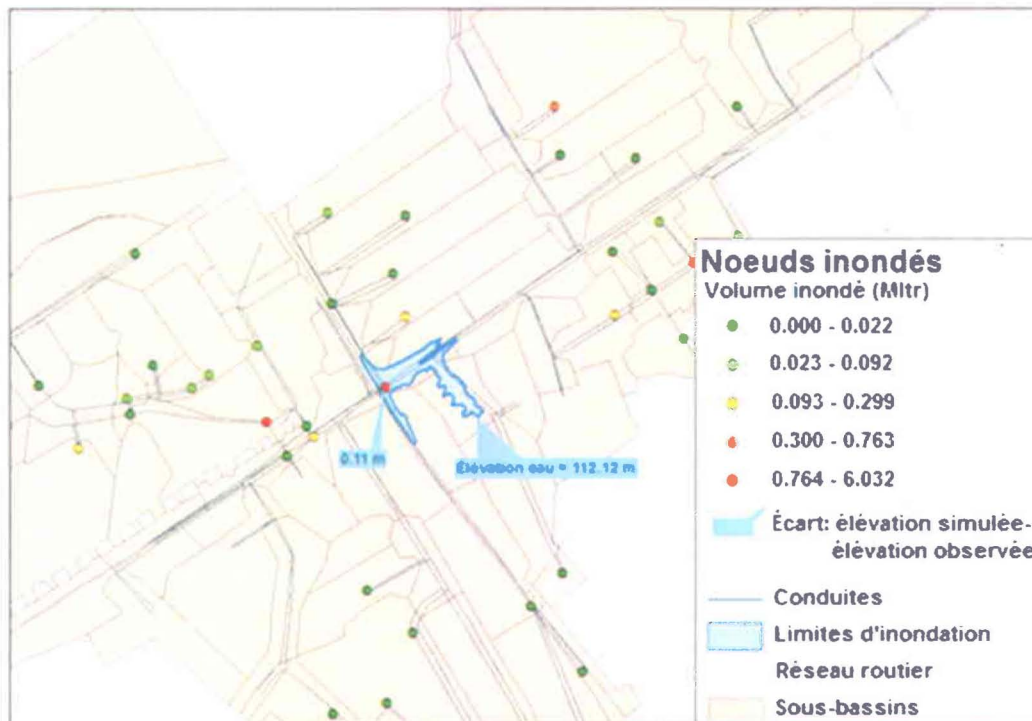 0.11 m
Élévation eau = 112.12 m
Noeuds inondés
Volume inondé (Mltr)
0.000 - 0.022
0.023 - 0.092
0.093 - 0.299
0.300 - 0.763
0.764 - 6.032
Écart: élévation simulée-
élévation observée
Conduites
Limites d'inondation
Réseau routier
Sous-bassins